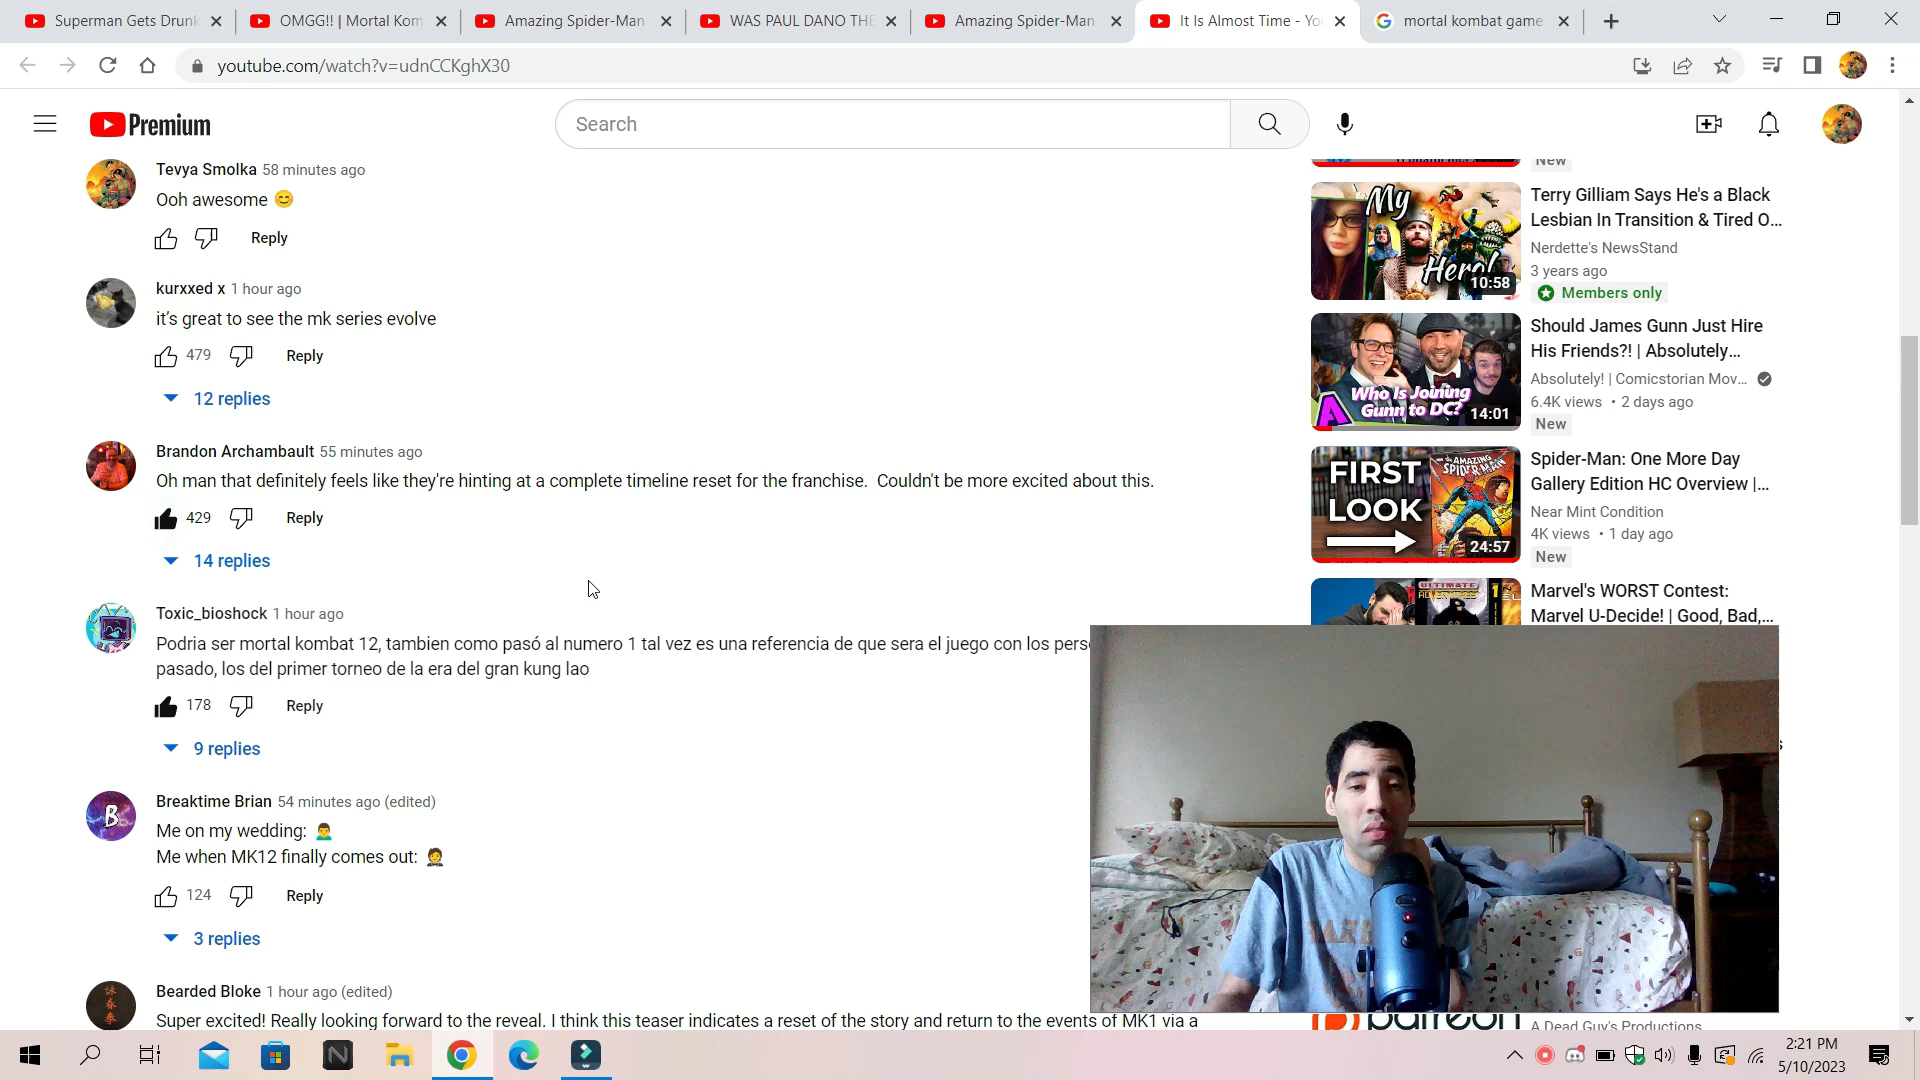 Superman Gets Drunk
OMGG!! | Mortal Kom
Amazing Spider-Man
WAS PAUL DANO THE
Amazing Spider-Man
It Is Almost Time - Yo
mortal kombat game
youtube.com/watch?v=udnCCKghX30
Premium
Search
Tevya Smolka 58 minutes ago
Ooh awesome 😊
Reply
kurxxed x 1 hour ago
it's great to see the mk series evolve
479 Reply
12 replies
Brandon Archambault 55 minutes ago
Oh man that definitely feels like they're hinting at a complete timeline reset for the franchise. Couldn't be more excited about this.
429 Reply
14 replies
Toxic_bioshock 1 hour ago
Podria ser mortal kombat 12, tambien como pasó al numero 1 tal vez es una referencia de que sera el juego con los pers
pasado, los del primer torneo de la era del gran kung lao
178 Reply
9 replies
B
Breaktime Brian 54 minutes ago (edited)
Me on my wedding: 🤦‍♂️
Me when MK12 finally comes out: 🤵
124 Reply
3 replies
Bearded Bloke 1 hour ago (edited)
Super excited! Really looking forward to the reveal. I think this teaser indicates a reset of the story and return to the events of MK1 via a
New
My
Hero!
10:58
Terry Gilliam Says He's a Black
Lesbian In Transition & Tired O...
Nerdette's NewsStand
3 years ago
Members only
Who Is Joining
Gunn to DC?
14:01
A
Should James Gunn Just Hire
His Friends?! | Absolutely...
Absolutely! | Comicstorian Mov...
6.4K views • 2 days ago
New
FIRST
LOOK
AMAZING
SPIDER-MAN
24:57
Spider-Man: One More Day
Gallery Edition HC Overview |...
Near Mint Condition
4K views • 1 day ago
New
ULTIMATE
ADVENTURES
Marvel's WORST Contest:
Marvel U-Decide! | Good, Bad,...
patreon
A Dead Guy's Productions
2:21 PM
5/10/2023